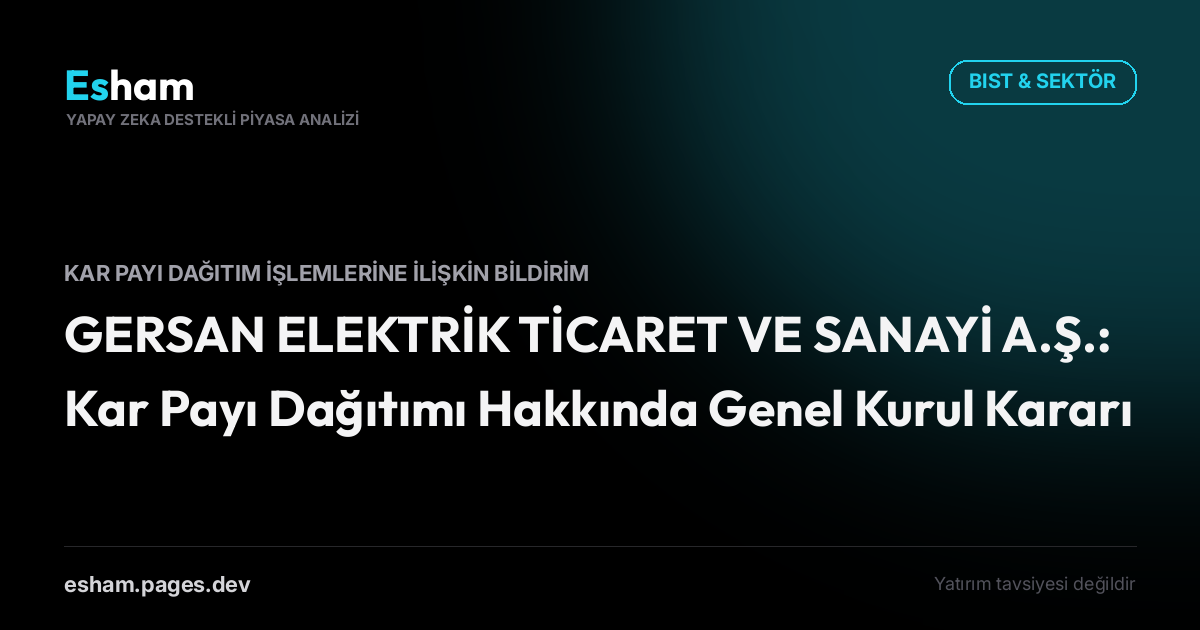 Esham
YAPAY ZEKA DESTEKLİ PİYASA ANALİZİ
BIST & SEKTÖR
KAR PAYI DAĞITIM İŞLEMLERİNE İLİŞKİN BİLDİRİM
GERSAN ELEKTRİK TİCARET VE SANAYİ A.Ş.:
Kar Payı Dağıtımı Hakkında Genel Kurul Kararı
esham.pages.dev
Yatırım tavsiyesi değildir